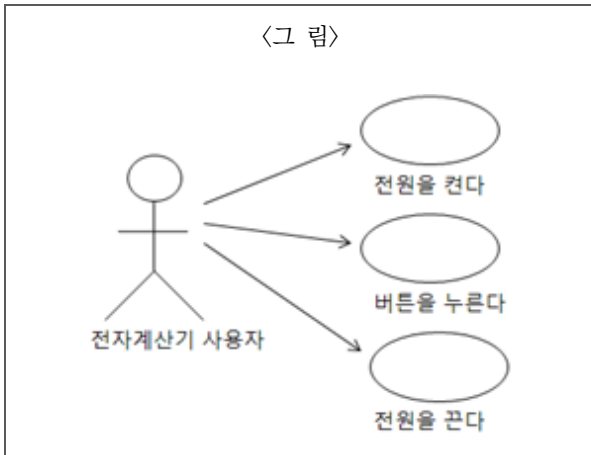 〈그 림〉
전원을 켠다
버튼을 누른다
전자계산기 사용자
전원을 끈다